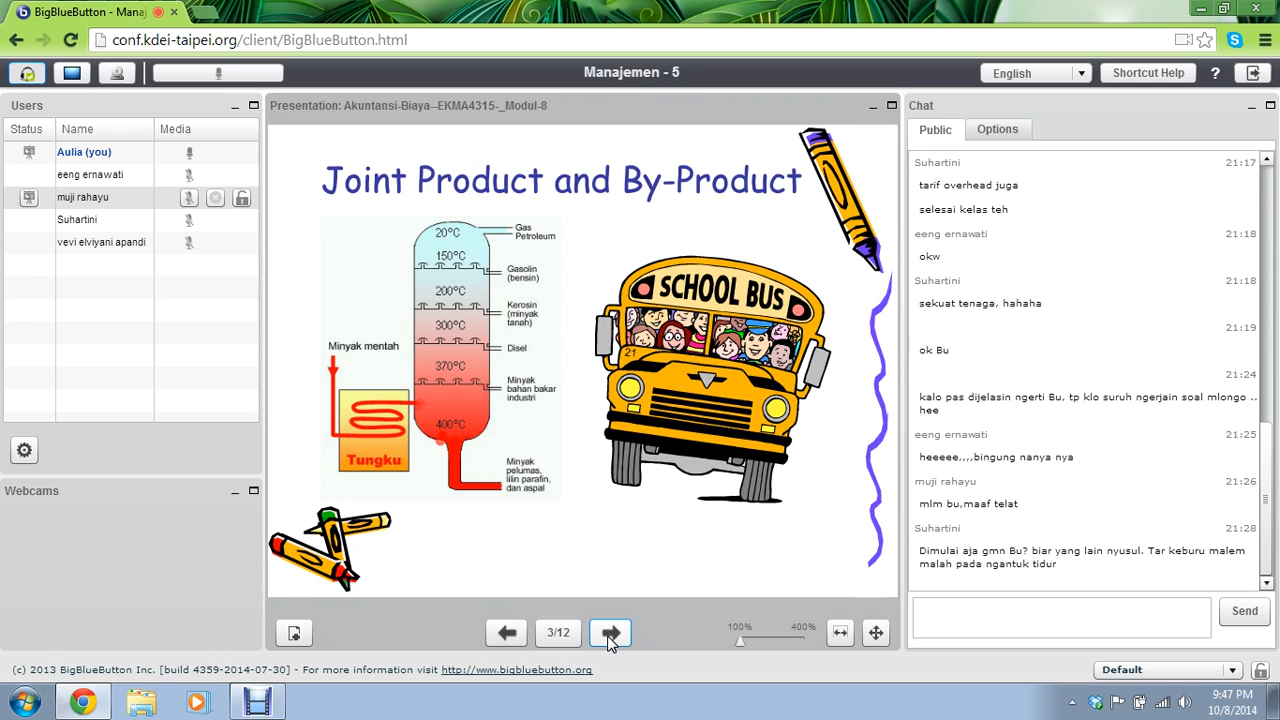 BigBlueButton - Manaj
conf.kdei-taipei.org/client/BigBlueButton.html
Manajemen - 5
English
Shortcut Help
?
Users
Status Name Media
Aulia (you)
eeng ernawati
muji rahayu
Suhartini
vevi elviyani apandi
Webcams
Presentation: Akuntansi-Biaya--EKMA4315-_Modul-8
Joint Product and By-Product
20°C
150°C
200°C
300°C
370°C
400°C
Gas
Petroleum
Gasolin
(bensin)
Kerosin
(minyak
tanah)
Disel
Minyak
bahan bakar
industri
Minyak
pelumas,
lilin parafin,
dan aspal
Minyak mentah
Tungku
SCHOOL BUS
21
3/12
100% 400%
Chat
Public Options
Suhartini 21:17
tarif overhead juga
selesai kelas teh
eeng ernawati 21:18
okw
Suhartini 21:18
sekuat tenaga, hahaha
21:19
ok Bu
21:24
kalo pas dijelasin ngerti Bu, tp klo suruh ngerjain soal mlongo ..
hee
eeng ernawati 21:25
heeeee,,,,bingung nanya nya
muji rahayu 21:26
mlm bu,maaf telat
Suhartini 21:28
Dimulai aja gmn Bu? biar yang lain nyusul. Tar keburu malem
malah pada ngantuk tidur
Send
(c) 2013 BigBlueButton Inc. [build 4359-2014-07-30] - For more information visit http://www.bigbluebutton.org
Default
9:47 PM
10/8/2014